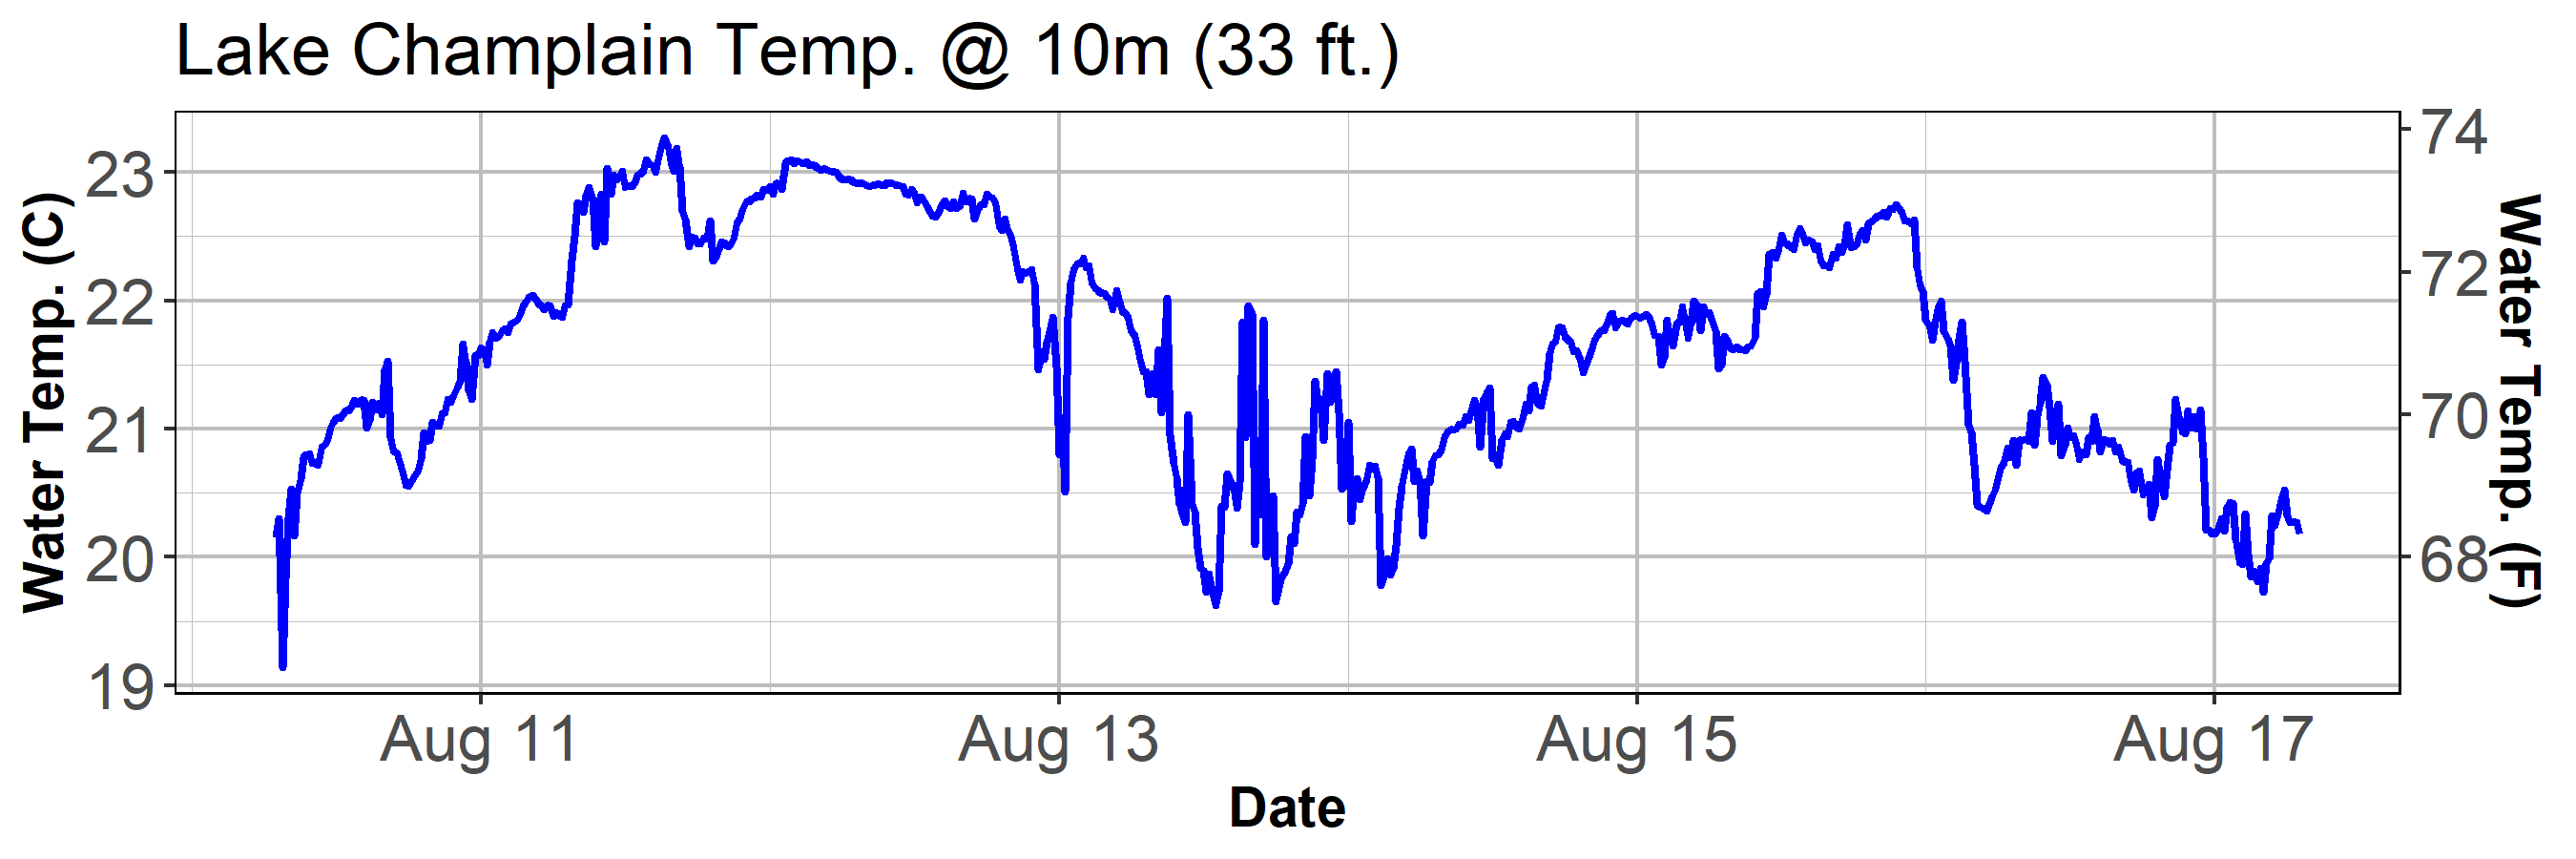 Lake Champlain Temp. @ 10m (33 ft.)
Water Temp. (C)
23
22
21
20
19
74
72
70
68
Water Temp. (F)
Aug 11 Aug 13 Aug 15 Aug 17
Date